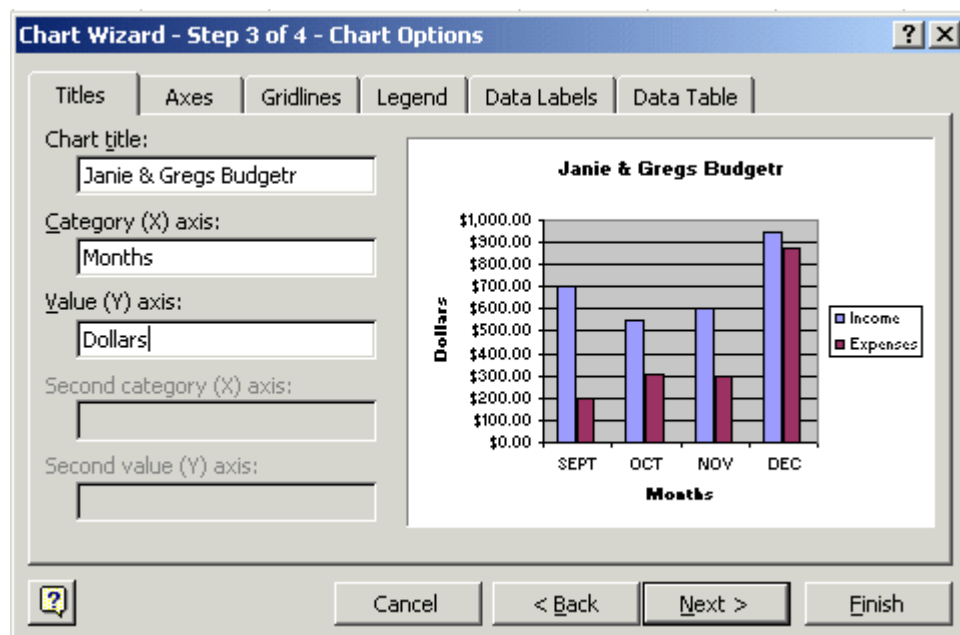 Chart Wizard - Step 3 of 4 - Chart Options
Titles Axes Gridlines Legend Data Labels Data Table
Chart title:
Janie & Gregs Budgetr
Category (X) axis:
Months
Value (Y) axis:
Dollars
Second category (X) axis:
Second value (Y) axis:
Janie & Gregs Budgetr
$1,000.00
$900.00
$800.00
$700.00
$600.00
$500.00
$400.00
$300.00
$200.00
$100.00
$0.00
Dollars
SEPT OCT NOV DEC
Months
Income
Expenses
Cancel < Back Next > Finish